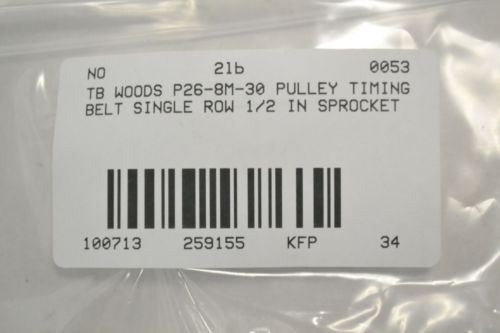 NO 2lb 0053
TB WOODS P26-8M-30 PULLEY TIMING
BELT SINGLE ROW 1/2 IN SPROCKET
100713 259155 KFP 34